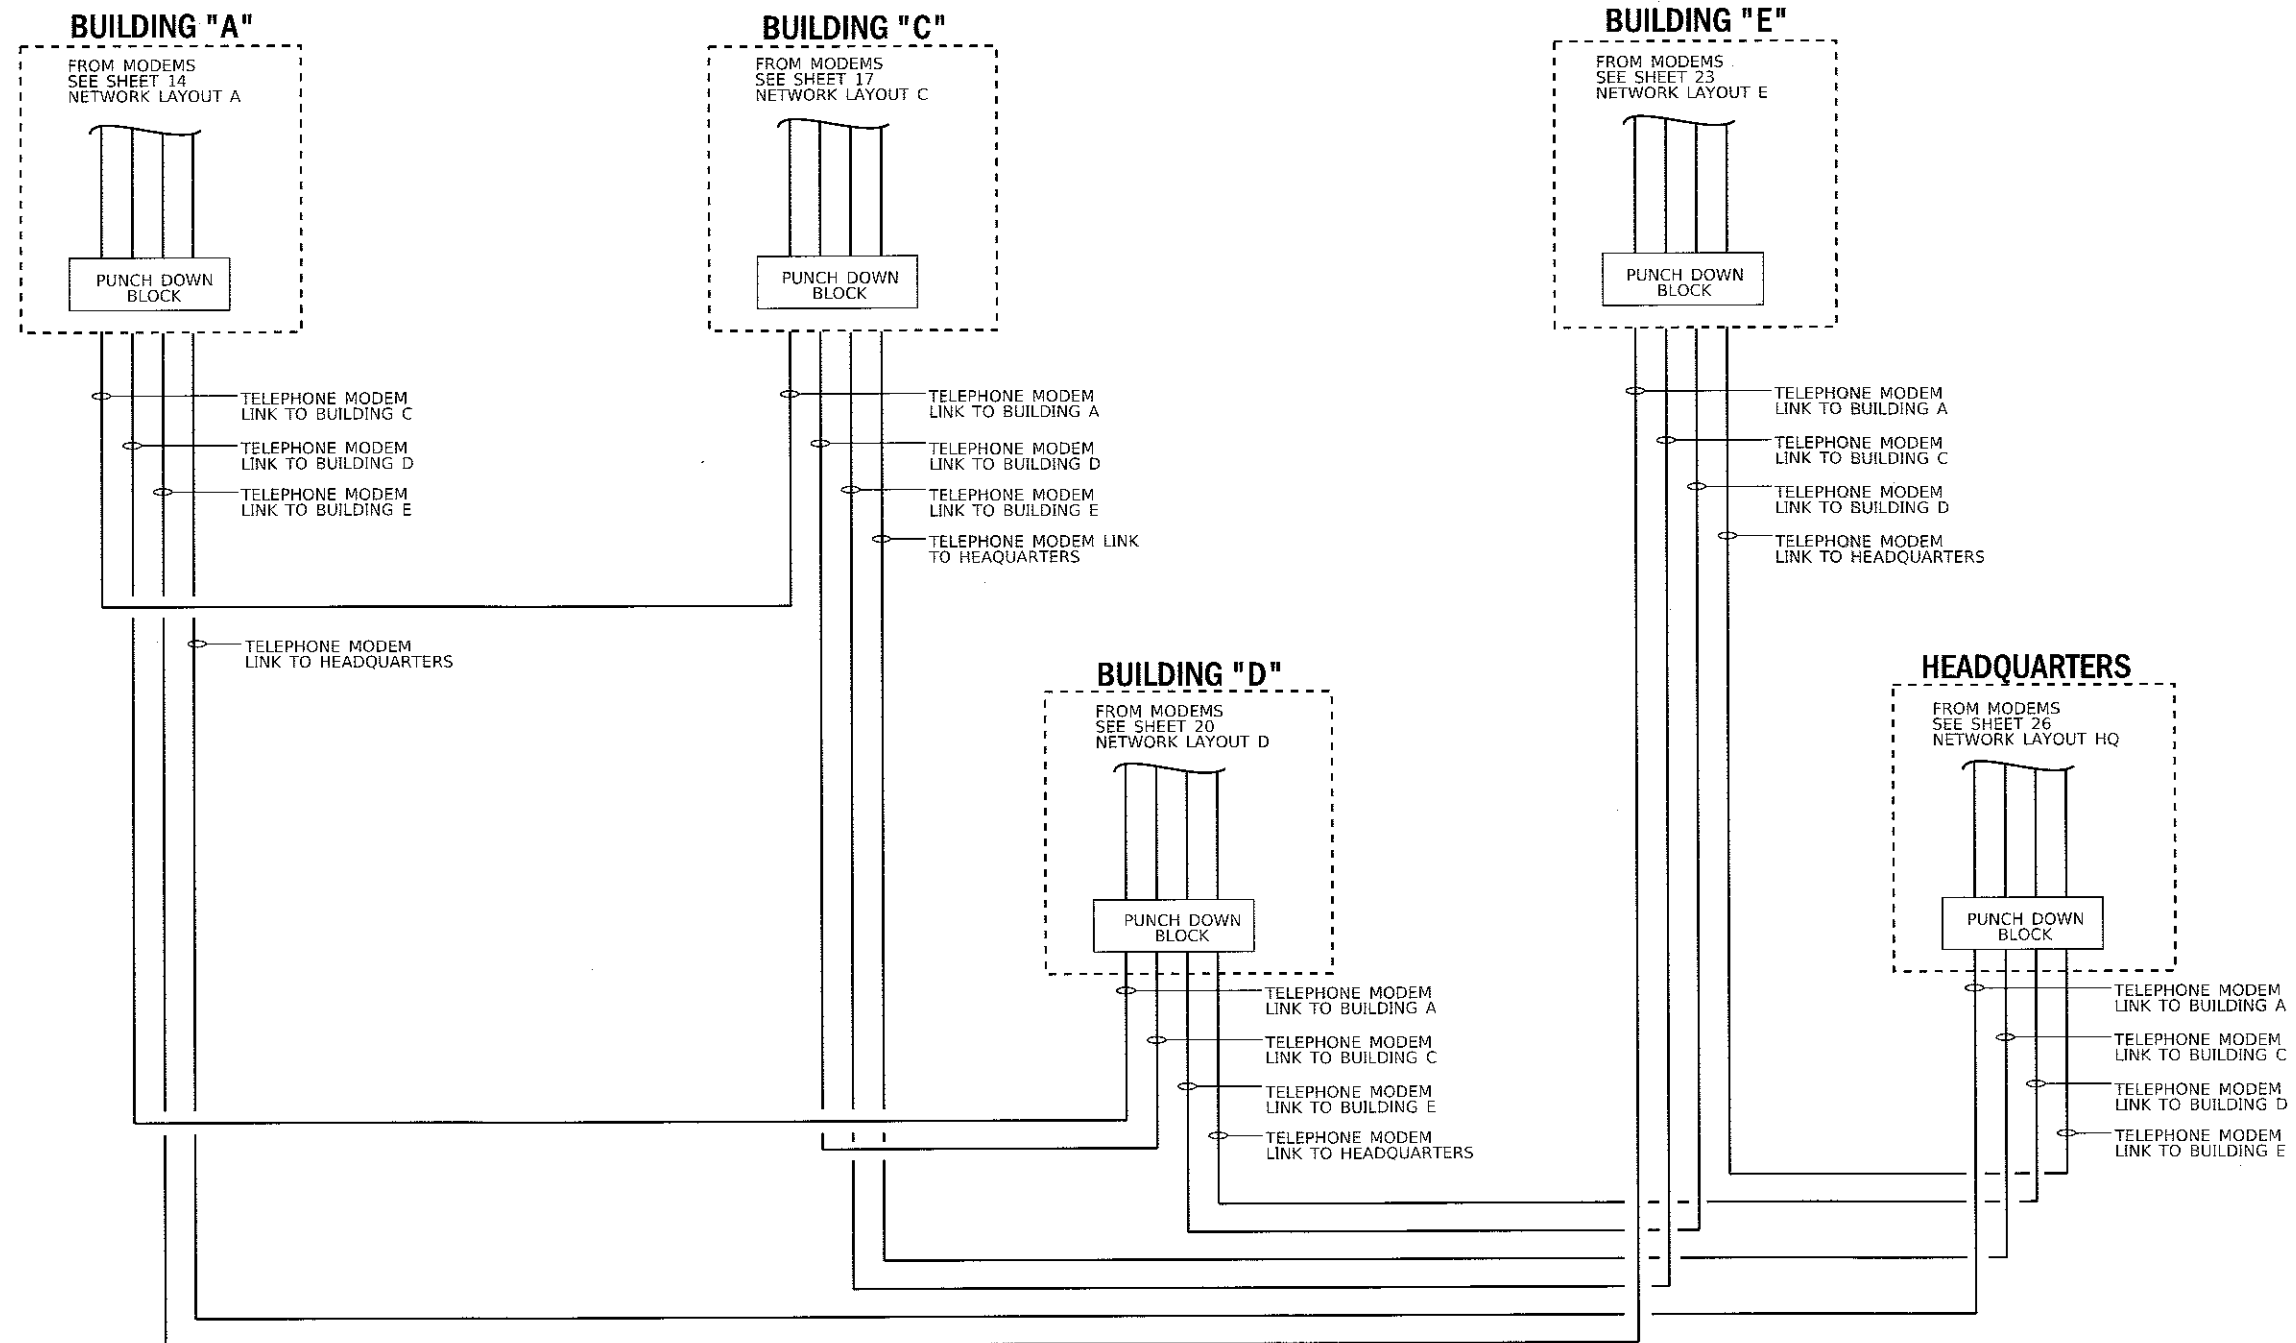 BUILDING "A"
FROM MODEMS
SEE SHEET 14
NETWORK LAYOUT A
PUNCH DOWN
BLOCK
TELEPHONE MODEM
LINK TO BUILDING C
TELEPHONE MODEM
LINK TO BUILDING D
TELEPHONE MODEM
LINK TO BUILDING E
TELEPHONE MODEM
LINK TO HEADQUARTERS
BUILDING "C"
FROM MODEMS
SEE SHEET 17
NETWORK LAYOUT C
PUNCH DOWN
BLOCK
TELEPHONE MODEM
LINK TO BUILDING A
TELEPHONE MODEM
LINK TO BUILDING D
TELEPHONE MODEM
LINK TO BUILDING E
TELEPHONE MODEM LINK
TO HEAQUARTERS
BUILDING "E"
FROM MODEMS
SEE SHEET 23
NETWORK LAYOUT E
PUNCH DOWN
BLOCK
TELEPHONE MODEM
LINK TO BUILDING A
TELEPHONE MODEM
LINK TO BUILDING C
TELEPHONE MODEM
LINK TO BUILDING D
TELEPHONE MODEM
LINK TO HEADQUARTERS
BUILDING "D"
FROM MODEMS
SEE SHEET 20
NETWORK LAYOUT D
PUNCH DOWN
BLOCK
TELEPHONE MODEM
LINK TO BUILDING A
TELEPHONE MODEM
LINK TO BUILDING C
TELEPHONE MODEM
LINK TO BUILDING E
TELEPHONE MODEM
LINK TO HEADQUARTERS
HEADQUARTERS
FROM MODEMS
SEE SHEET 26
NETWORK LAYOUT HQ
PUNCH DOWN
BLOCK
TELEPHONE MODEM
LINK TO BUILDING A
TELEPHONE MODEM
LINK TO BUILDING C
TELEPHONE MODEM
LINK TO BUILDING D
TELEPHONE MODEM
LINK TO BUILDING E